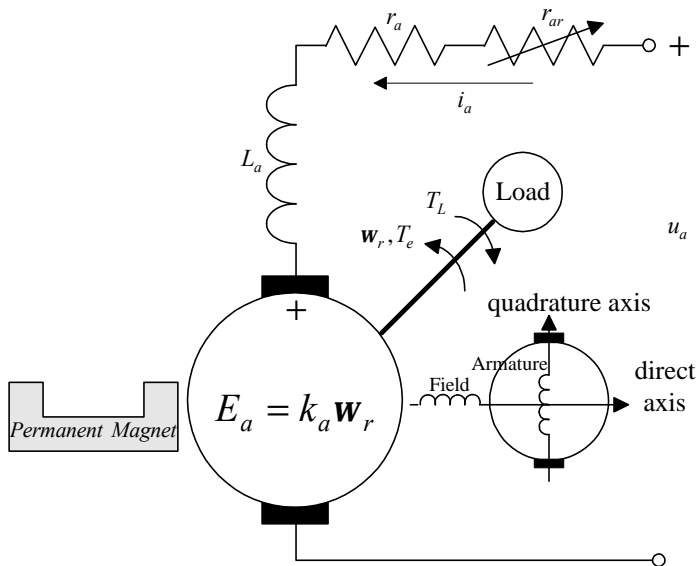 r_a
r_ar
+
i_a
L_a
Load
T_L
w_r, T_e
u_a
+
quadrature axis
Armature
Field
direct
axis
E_a = k_a w_r
Permanent Magnet